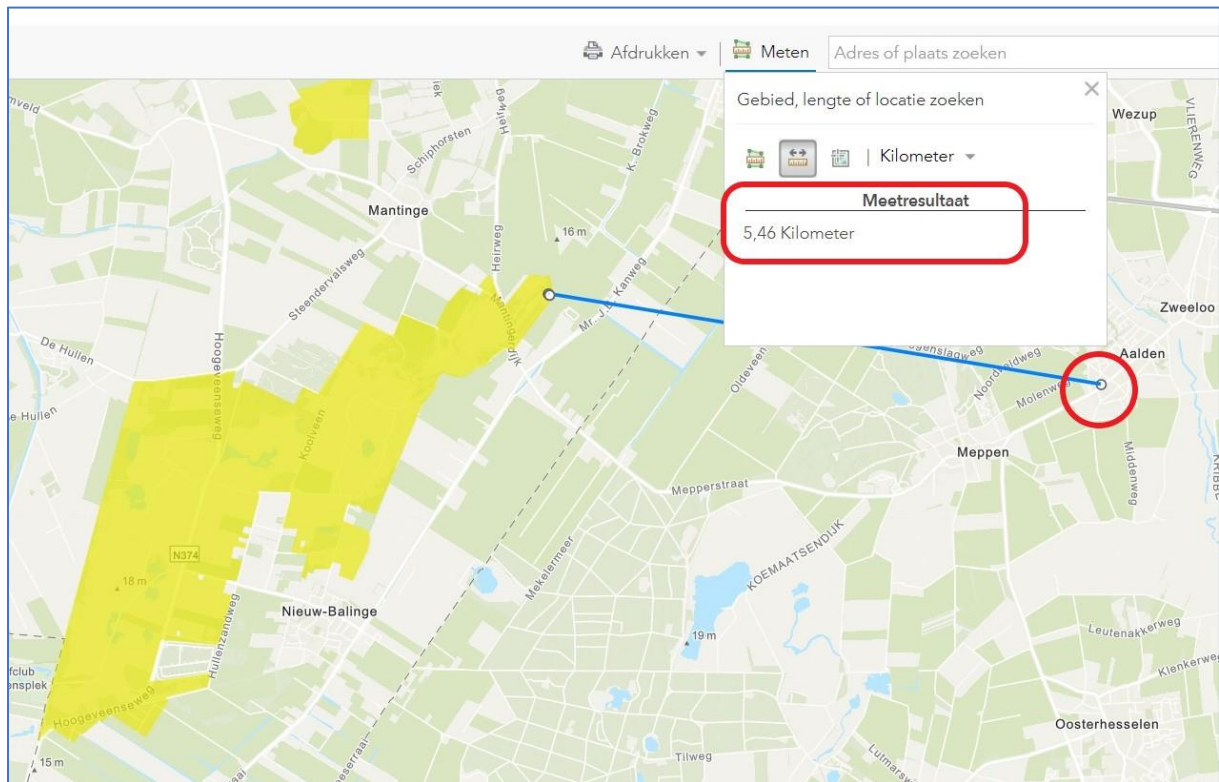 Afdrukken
Meten
Adres of plaats zoeken
Gebied, lengte of locatie zoeken
Kilometer
Meetresultaat
5,46 Kilometer
Wezup
VLIERENWEG
Schiphorsten
Heirweg
K. Brokweg
Mantinge
16 m
Heirweg
Steendervalsweg
Mr. J.B. Kanweg
Mantingerdijk
Zweeloo
De Hullen
Hoogeveenseweg
Oldeveen
Noordveldweg
Aalden
Molenweg
Koolveen
Meppen
Middenweg
Mepperstraat
N374
18 m
Mekelermeer
KOEMAATSENDIJK
Nieuw-Balinge
Hullenzandweg
19 m
Leutenakkerweg
Klenkerweg
Hoogeveenseweg
Oosterhesselen
15 m
Tilweg